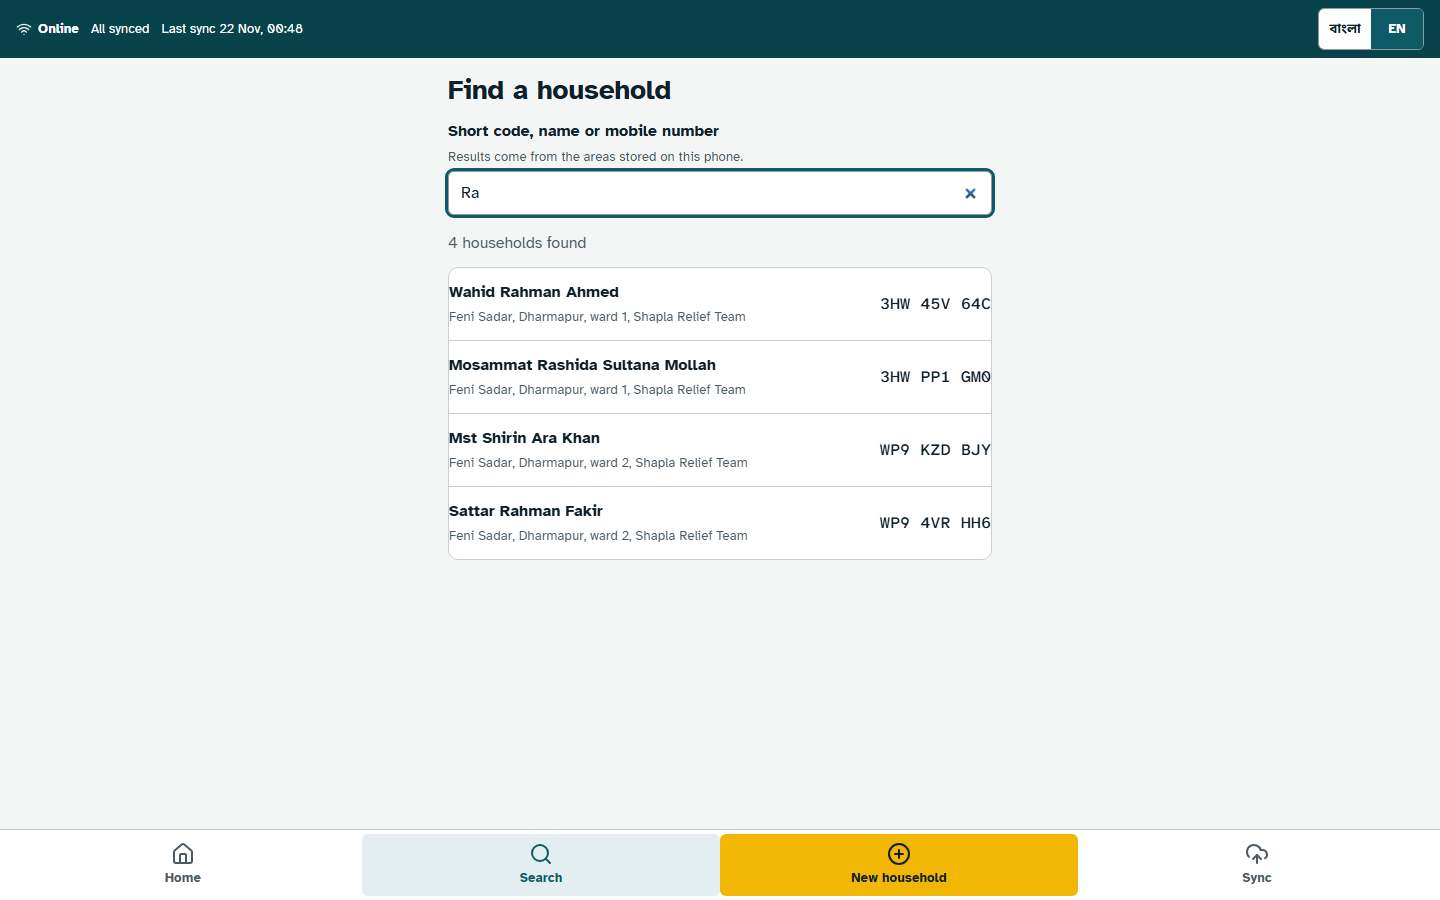 Online All synced Last sync 22 Nov, 00:48
বাংলা EN
Find a household
Short code, name or mobile number
Results come from the areas stored on this phone.
Ra
4 households found
Wahid Rahman Ahmed
Feni Sadar, Dharmapur, ward 1, Shapla Relief Team
3HW 45V 64C
Mosammat Rashida Sultana Mollah
Feni Sadar, Dharmapur, ward 1, Shapla Relief Team
3HW PP1 GM0
Mst Shirin Ara Khan
Feni Sadar, Dharmapur, ward 2, Shapla Relief Team
WP9 KZD BJY
Sattar Rahman Fakir
Feni Sadar, Dharmapur, ward 2, Shapla Relief Team
WP9 4VR HH6
Home
Search
New household
Sync